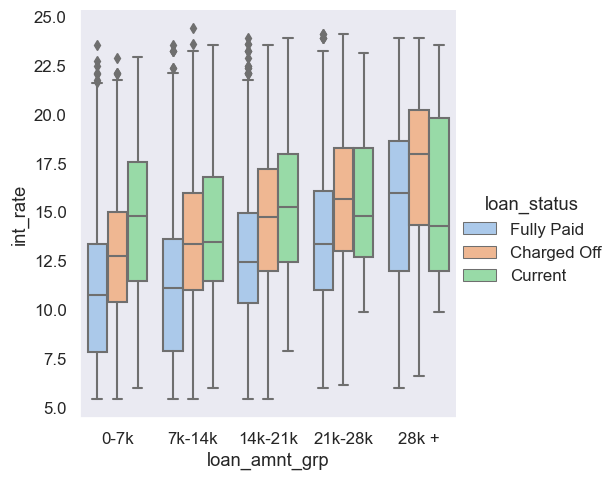 25.0
22.5
20.0
17.5
15.0
12.5
10.0
7.5
5.0
int_rate
0-7k
7k-14k
14k-21k
21k-28k
28k +
loan_amnt_grp
loan_status
Fully Paid
Charged Off
Current